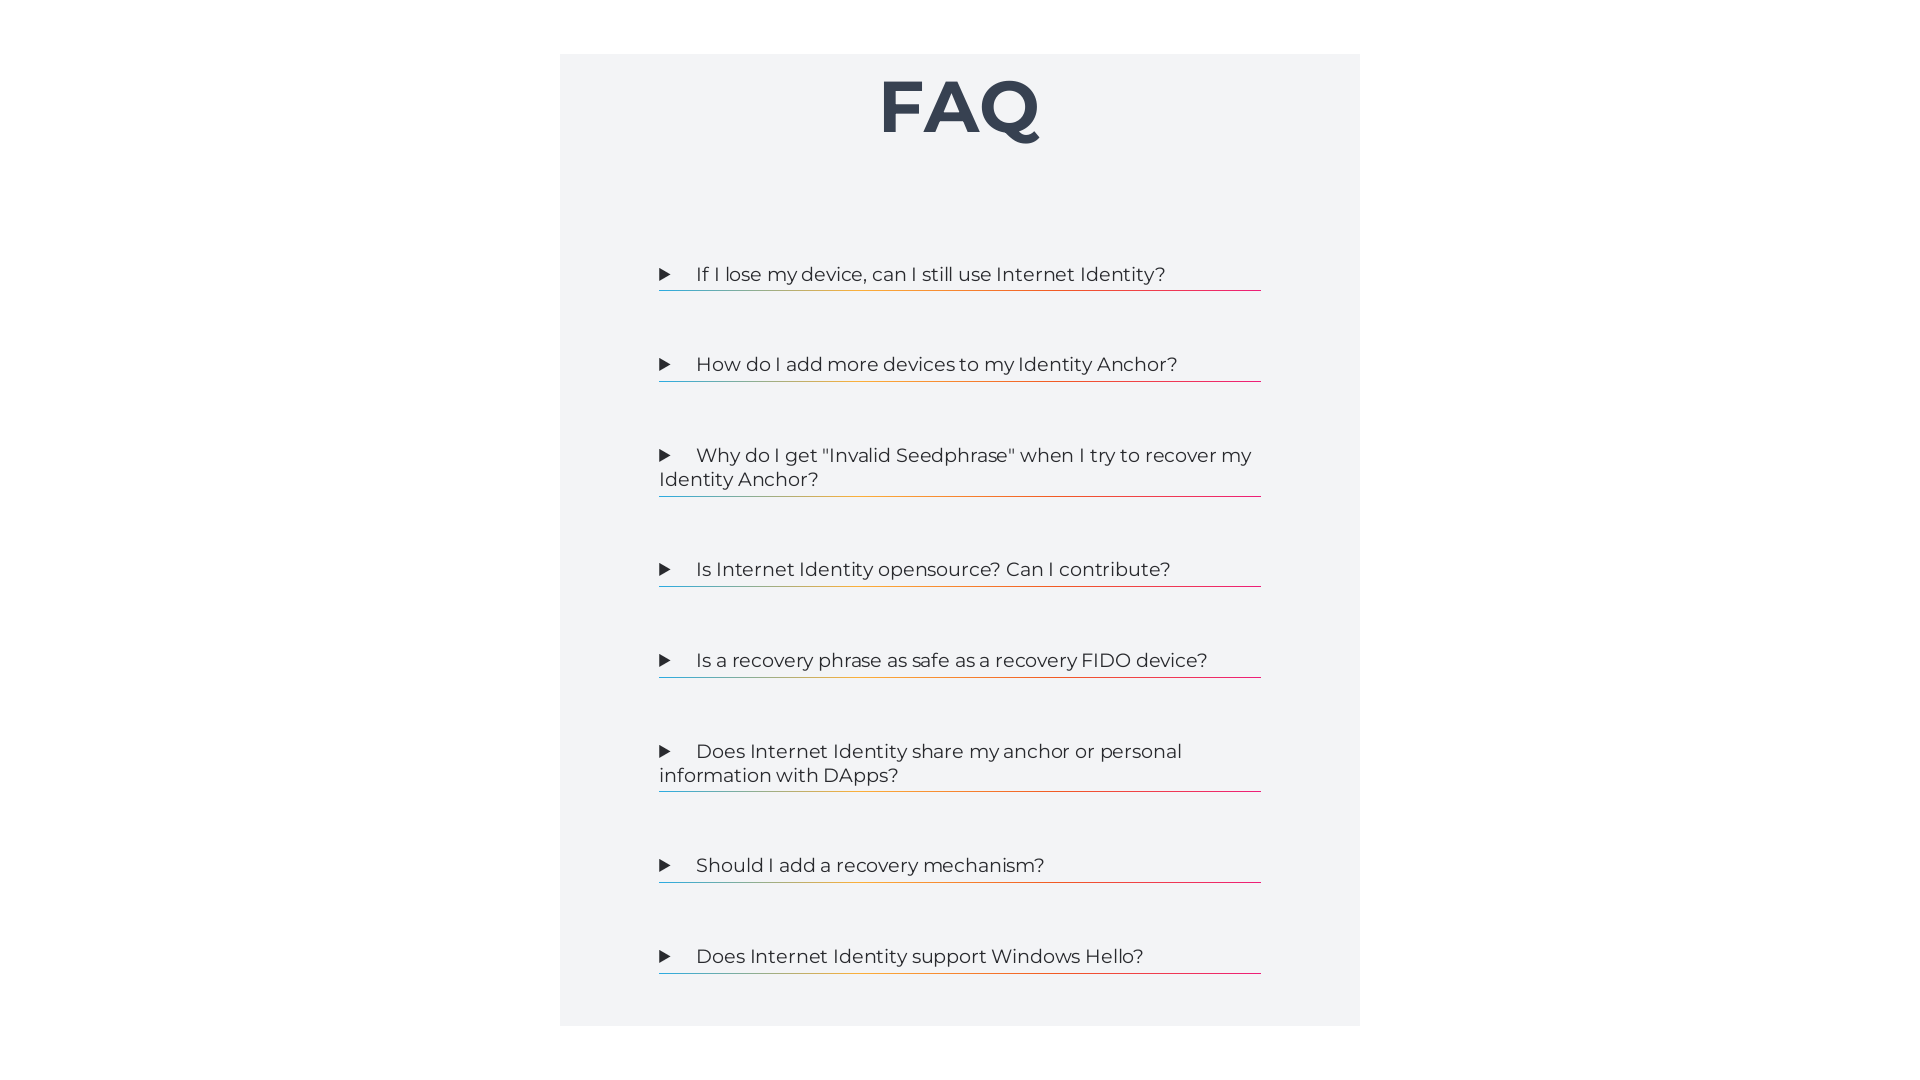 FAQ
If I lose my device, can I still use Internet Identity?
How do I add more devices to my Identity Anchor?
Why do I get "Invalid Seedphrase" when I try to recover my
Identity Anchor?
Is Internet Identity opensource? Can I contribute?
Is a recovery phrase as safe as a recovery FIDO device?
Does Internet Identity share my anchor or personal
information with DApps?
Should I add a recovery mechanism?
Does Internet Identity support Windows Hello?